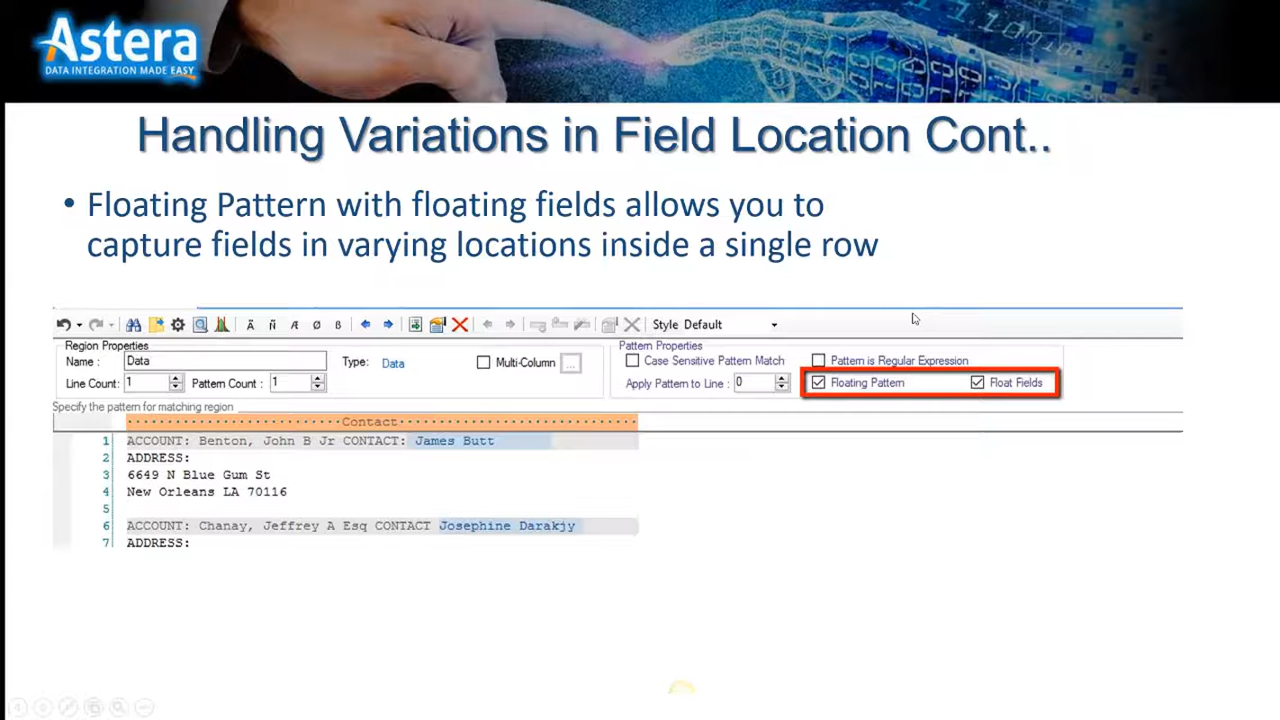 Astera
DATA INTEGRATION MADE EASY
Handling Variations in Field Location Cont..
• Floating Pattern with floating fields allows you to
capture fields in varying locations inside a single row
Ä Ñ Æ Ø ß Style Default
Region Properties Pattern Properties
Name : Data Type: Data Multi-Column ... Case Sensitive Pattern Match Pattern is Regular Expression
Line Count: 1 Pattern Count : 1 Apply Pattern to Line : 0 Floating Pattern Float Fields
Specify the pattern for matching region
Contact
1 ACCOUNT: Benton, John B Jr CONTACT: James Butt
2 ADDRESS:
3 6649 N Blue Gum St
4 New Orleans LA 70116
5
6 ACCOUNT: Chanay, Jeffrey A Esq CONTACT Josephine Darakjy
7 ADDRESS: